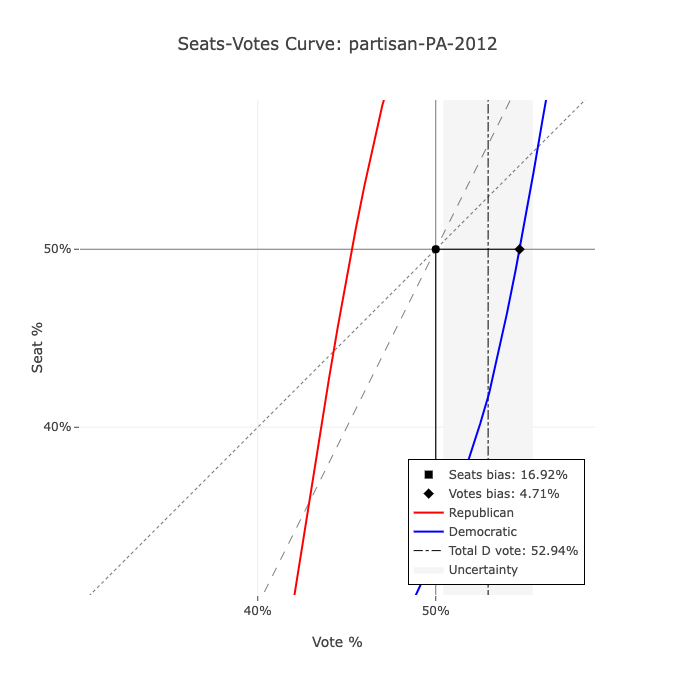 Seats-Votes Curve: partisan-PA-2012
50%
Seat %
40%
Seats bias: 16.92%
Votes bias: 4.71%
Republican
Democratic
Total D vote: 52.94%
Uncertainty
40%
50%
Vote %